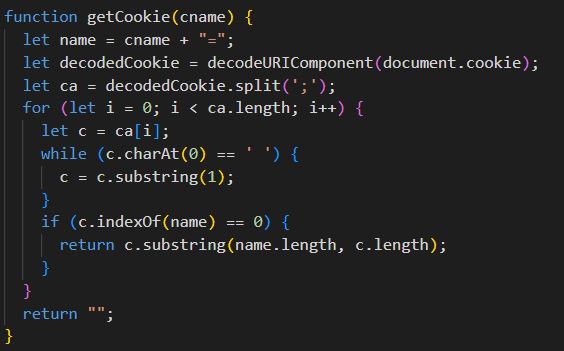 function getCookie(cname) {
  let name = cname + "=";
  let decodedCookie = decodeURIComponent(document.cookie);
  let ca = decodedCookie.split(';');
  for (let i = 0; i < ca.length; i++) {
    let c = ca[i];
    while (c.charAt(0) == ' ') {
      c = c.substring(1);
    }
    if (c.indexOf(name) == 0) {
      return c.substring(name.length, c.length);
    }
  }
  return "";
}